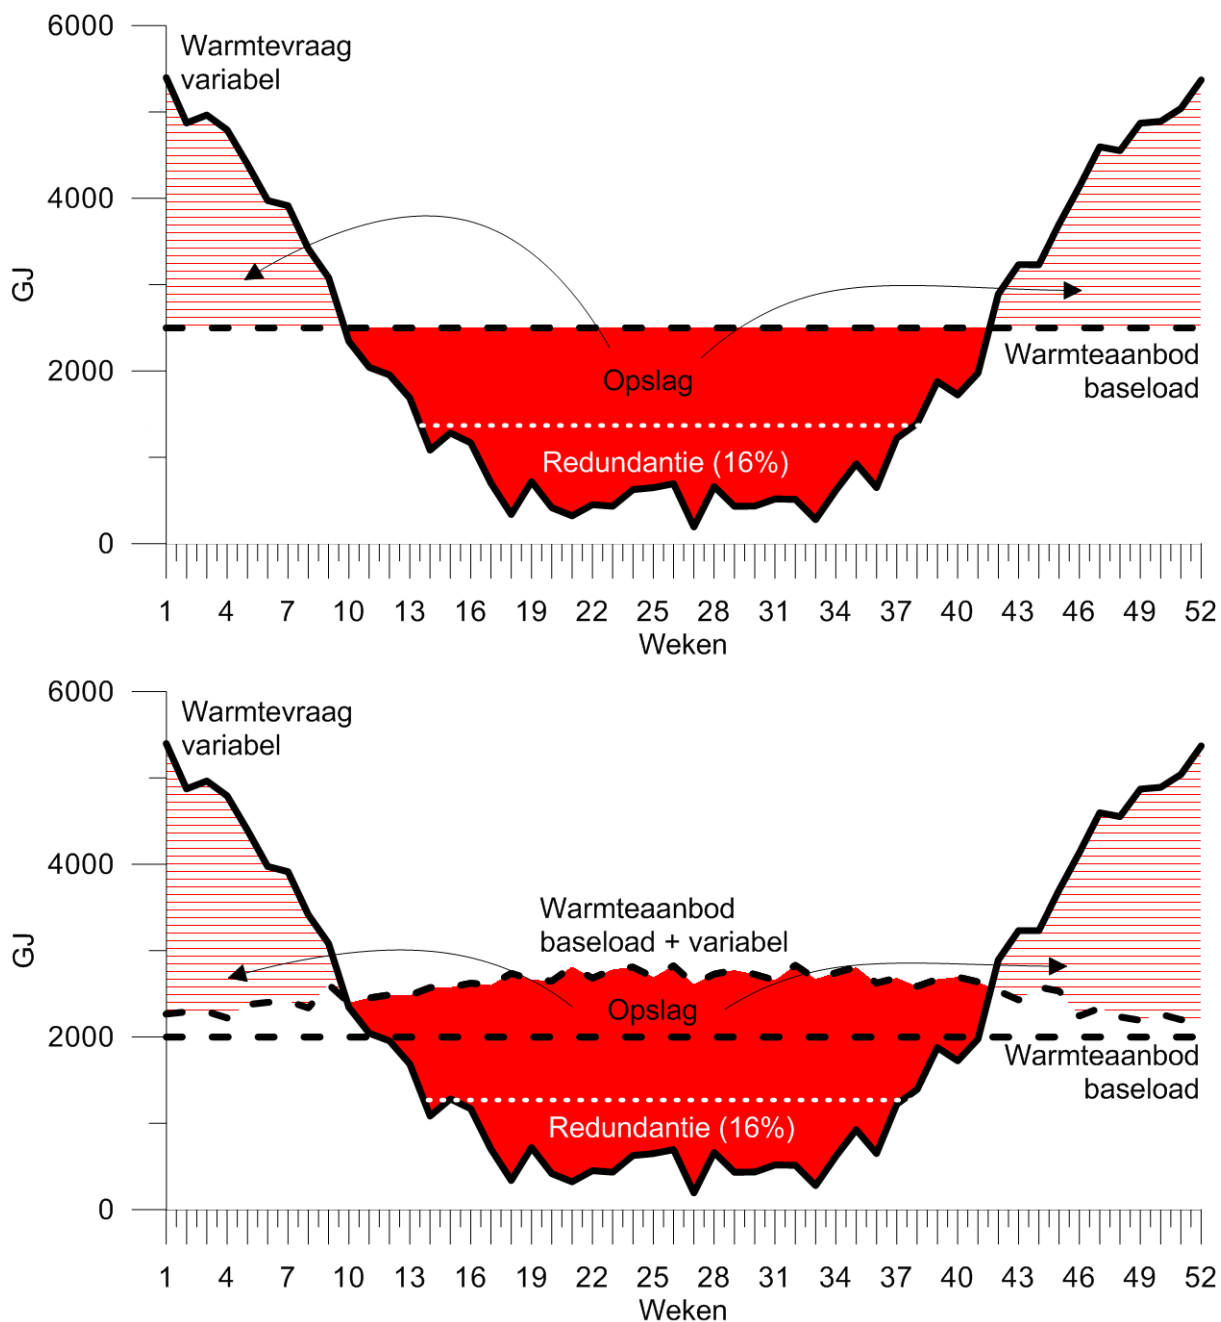 6000
Warmtevraag
variabel
4000
GJ
2000
Warmteaanbod
baseload
Opslag
Redundantie (16%)
0
1 4 7 10 13 16 19 22 25 28 31 34 37 40 43 46 49 52
Weken
6000
Warmtevraag
variabel
4000
Warmteaanbod
baseload + variabel
GJ
Opslag
2000
Warmteaanbod
baseload
Redundantie (16%)
0
1 4 7 10 13 16 19 22 25 28 31 34 37 40 43 46 49 52
Weken